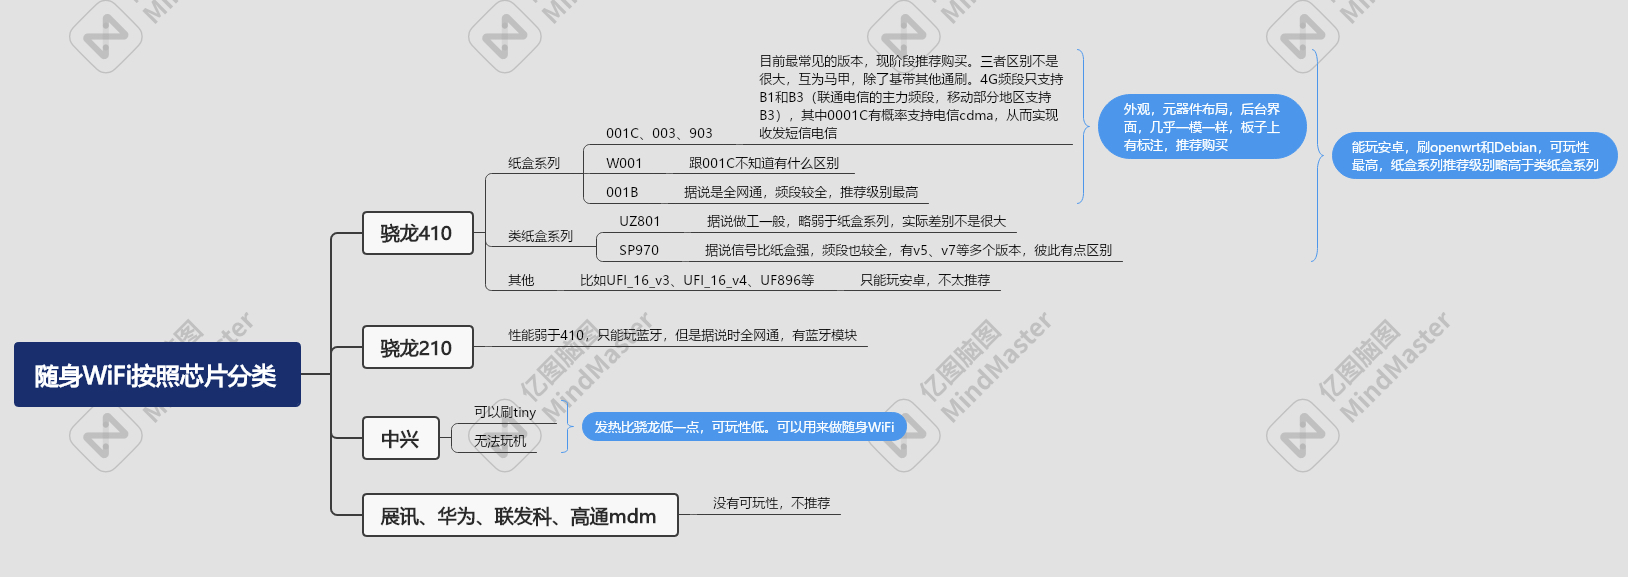 随身WiFi按照芯片分类
骁龙410
纸盒系列
001C、003、903
目前最常见的版本，现阶段推荐购买。三者区别不是
很大，互为马甲，除了基带其他通刷。4G频段只支持
B1和B3（联通电信的主力频段，移动部分地区支持
B3），其中0001C有概率支持电信cdma，从而实现
收发短信电信
W001
跟001C不知道有什么区别
001B
据说是全网通，频段较全，推荐级别最高
外观，元器件布局，后台界
面，几乎一模一样，板子上
有标注，推荐购买
类纸盒系列
UZ801
据说做工一般，略弱于纸盒系列，实际差别不是很大
SP970
据说信号比纸盒强，频段也较全，有v5、v7等多个版本，彼此有点区别
能玩安卓，刷openwrt和Debian，可玩性
最高，纸盒系列推荐级别略高于类纸盒系列
其他
比如UFI_16_v3、UFI_16_v4、UF896等
只能玩安卓，不太推荐
骁龙210
性能弱于410，只能玩蓝牙，但是据说时全网通，有蓝牙模块
中兴
可以刷tiny
无法玩机
发热比骁龙低一点，可玩性低。可以用来做随身WiFi
展讯、华为、联发科、高通mdm
没有可玩性，不推荐
亿图脑图
MindMaster
亿图脑图
MindMaster
亿图脑图
MindMaster